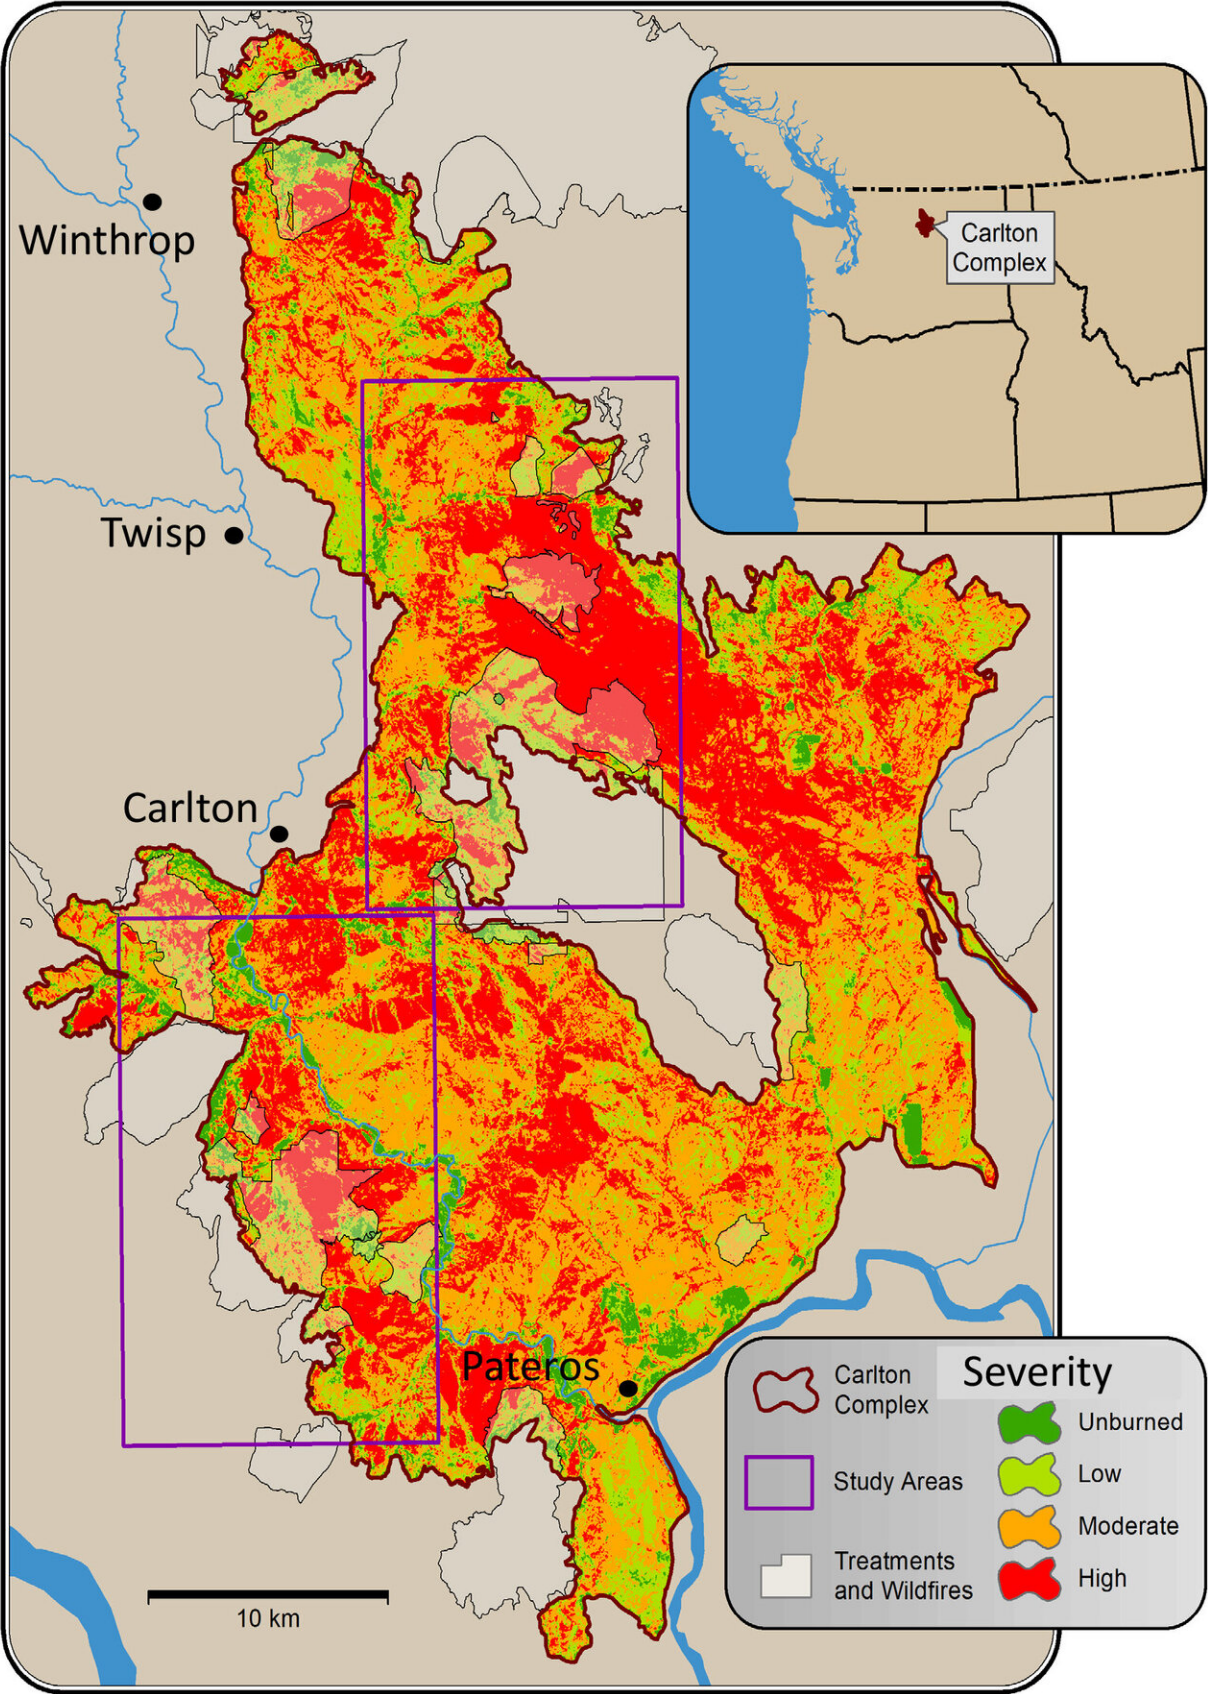 Winthrop
Carlton
Complex
Twisp
Carlton
Pateros
10 km
Carlton
Complex
Study Areas
Treatments
and Wildfires
Severity
Unburned
Low
Moderate
High